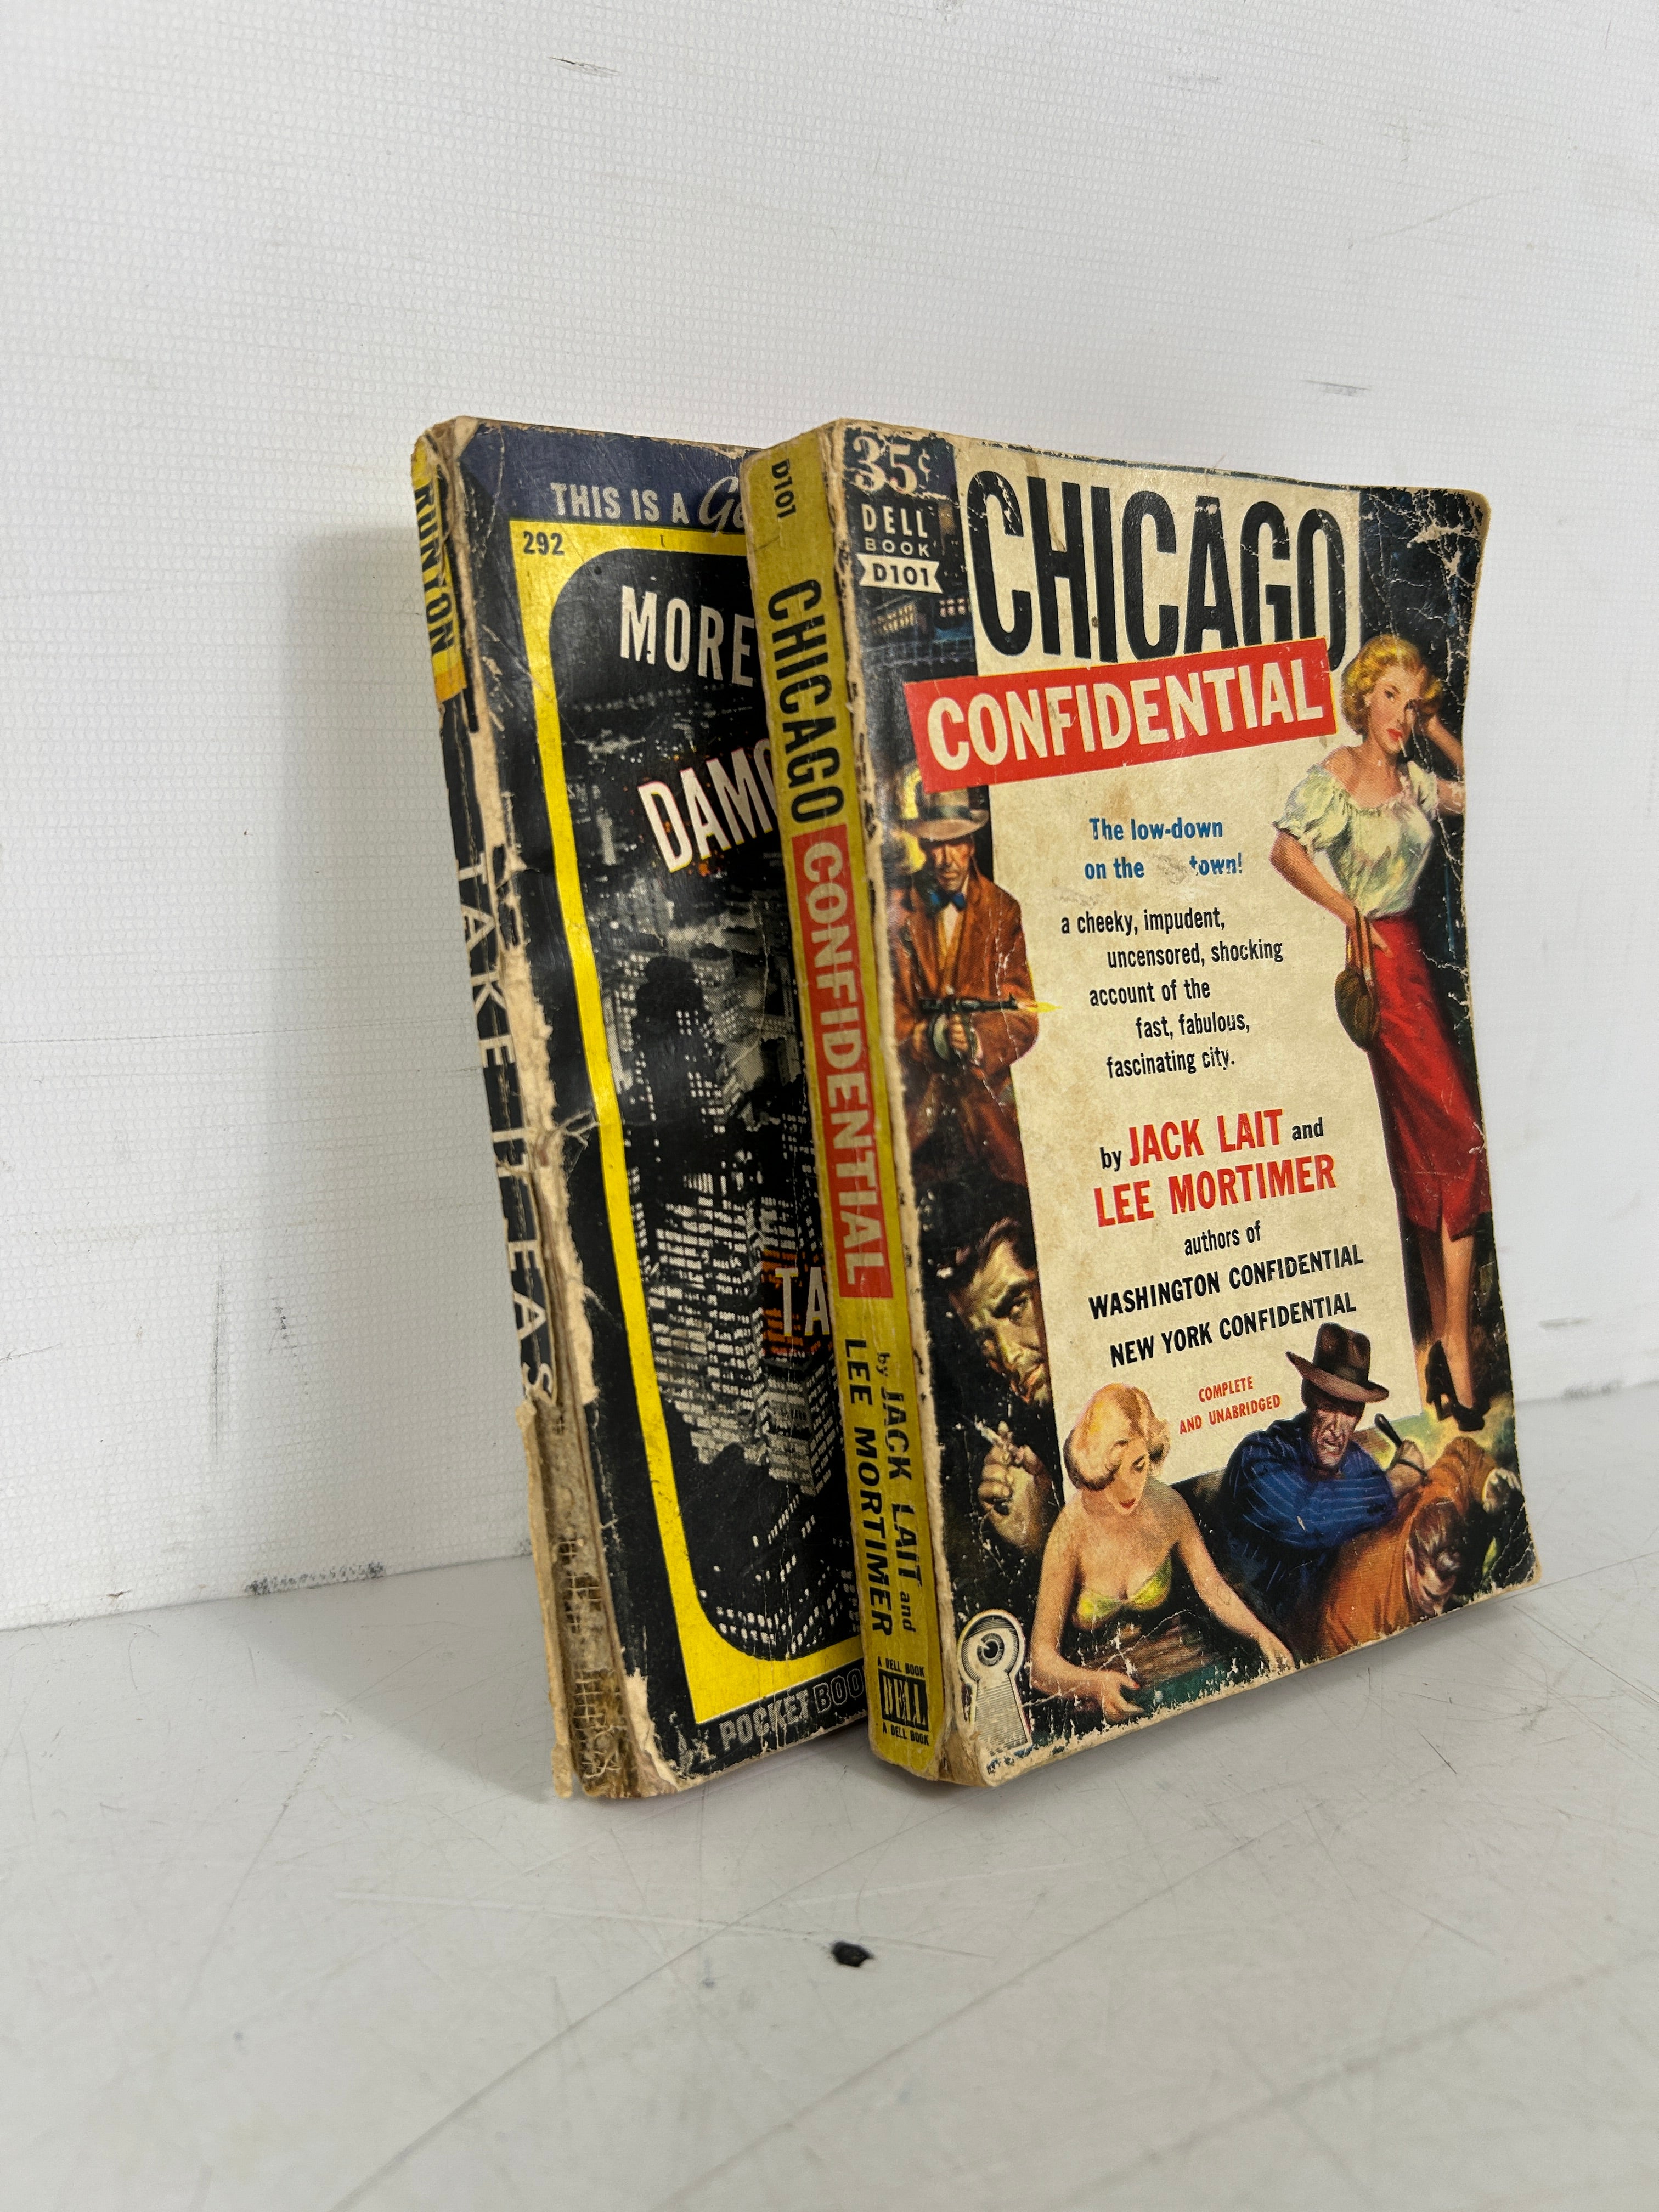 RUNYON
TAKE IT EAS
THIS IS A Ge
292
MORE
DAMO
TA
POCKET BOO
D101
CHICAGO
CONFIDENTIAL
by JACK LAIT and
LEE MORTIMER
A DELL BOOK
DELL
A DELL BOOK
35¢
DELL
BOOK
D101
CHICAGO
CONFIDENTIAL
The low-down
on the town!
a cheeky, impudent,
uncensored, shocking
account of the
fast, fabulous,
fascinating city.
by JACK LAIT and
LEE MORTIMER
authors of
WASHINGTON CONFIDENTIAL
NEW YORK CONFIDENTIAL
COMPLETE
AND UNABRIDGED